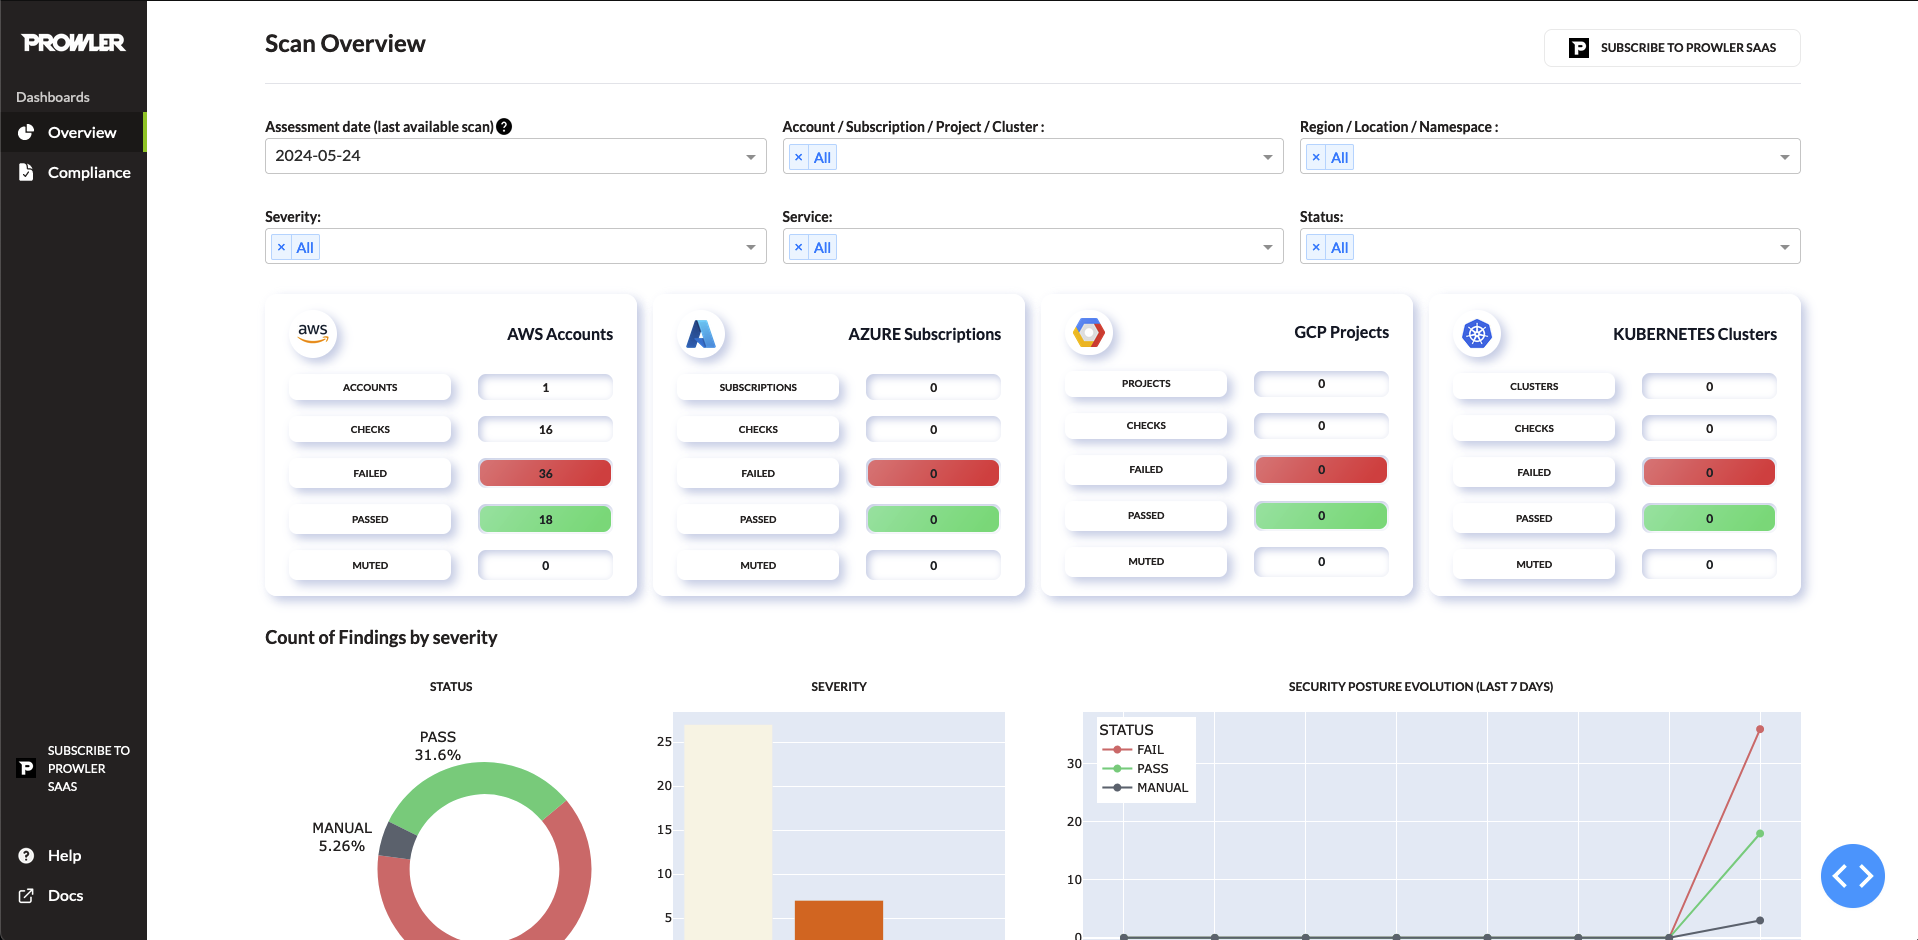 PROWLER
Dashboards
Overview
Compliance
SUBSCRIBE TO
PROWLER
SAAS
Help
Docs
Scan Overview
SUBSCRIBE TO PROWLER SAAS
Assessment date (last available scan)
2024-05-24
Account / Subscription / Project / Cluster :
× All
Region / Location / Namespace :
× All
Severity:
× All
Service:
× All
Status:
× All
aws
AWS Accounts
ACCOUNTS 1
CHECKS 16
FAILED 36
PASSED 18
MUTED 0
AZURE Subscriptions
SUBSCRIPTIONS 0
CHECKS 0
FAILED 0
PASSED 0
MUTED 0
GCP Projects
PROJECTS 0
CHECKS 0
FAILED 0
PASSED 0
MUTED 0
KUBERNETES Clusters
CLUSTERS 0
CHECKS 0
FAILED 0
PASSED 0
MUTED 0
Count of Findings by severity
STATUS
PASS
31.6%
MANUAL
5.26%
SEVERITY
25
20
15
10
5
SECURITY POSTURE EVOLUTION (LAST 7 DAYS)
STATUS
FAIL
PASS
MANUAL
30
20
10
0